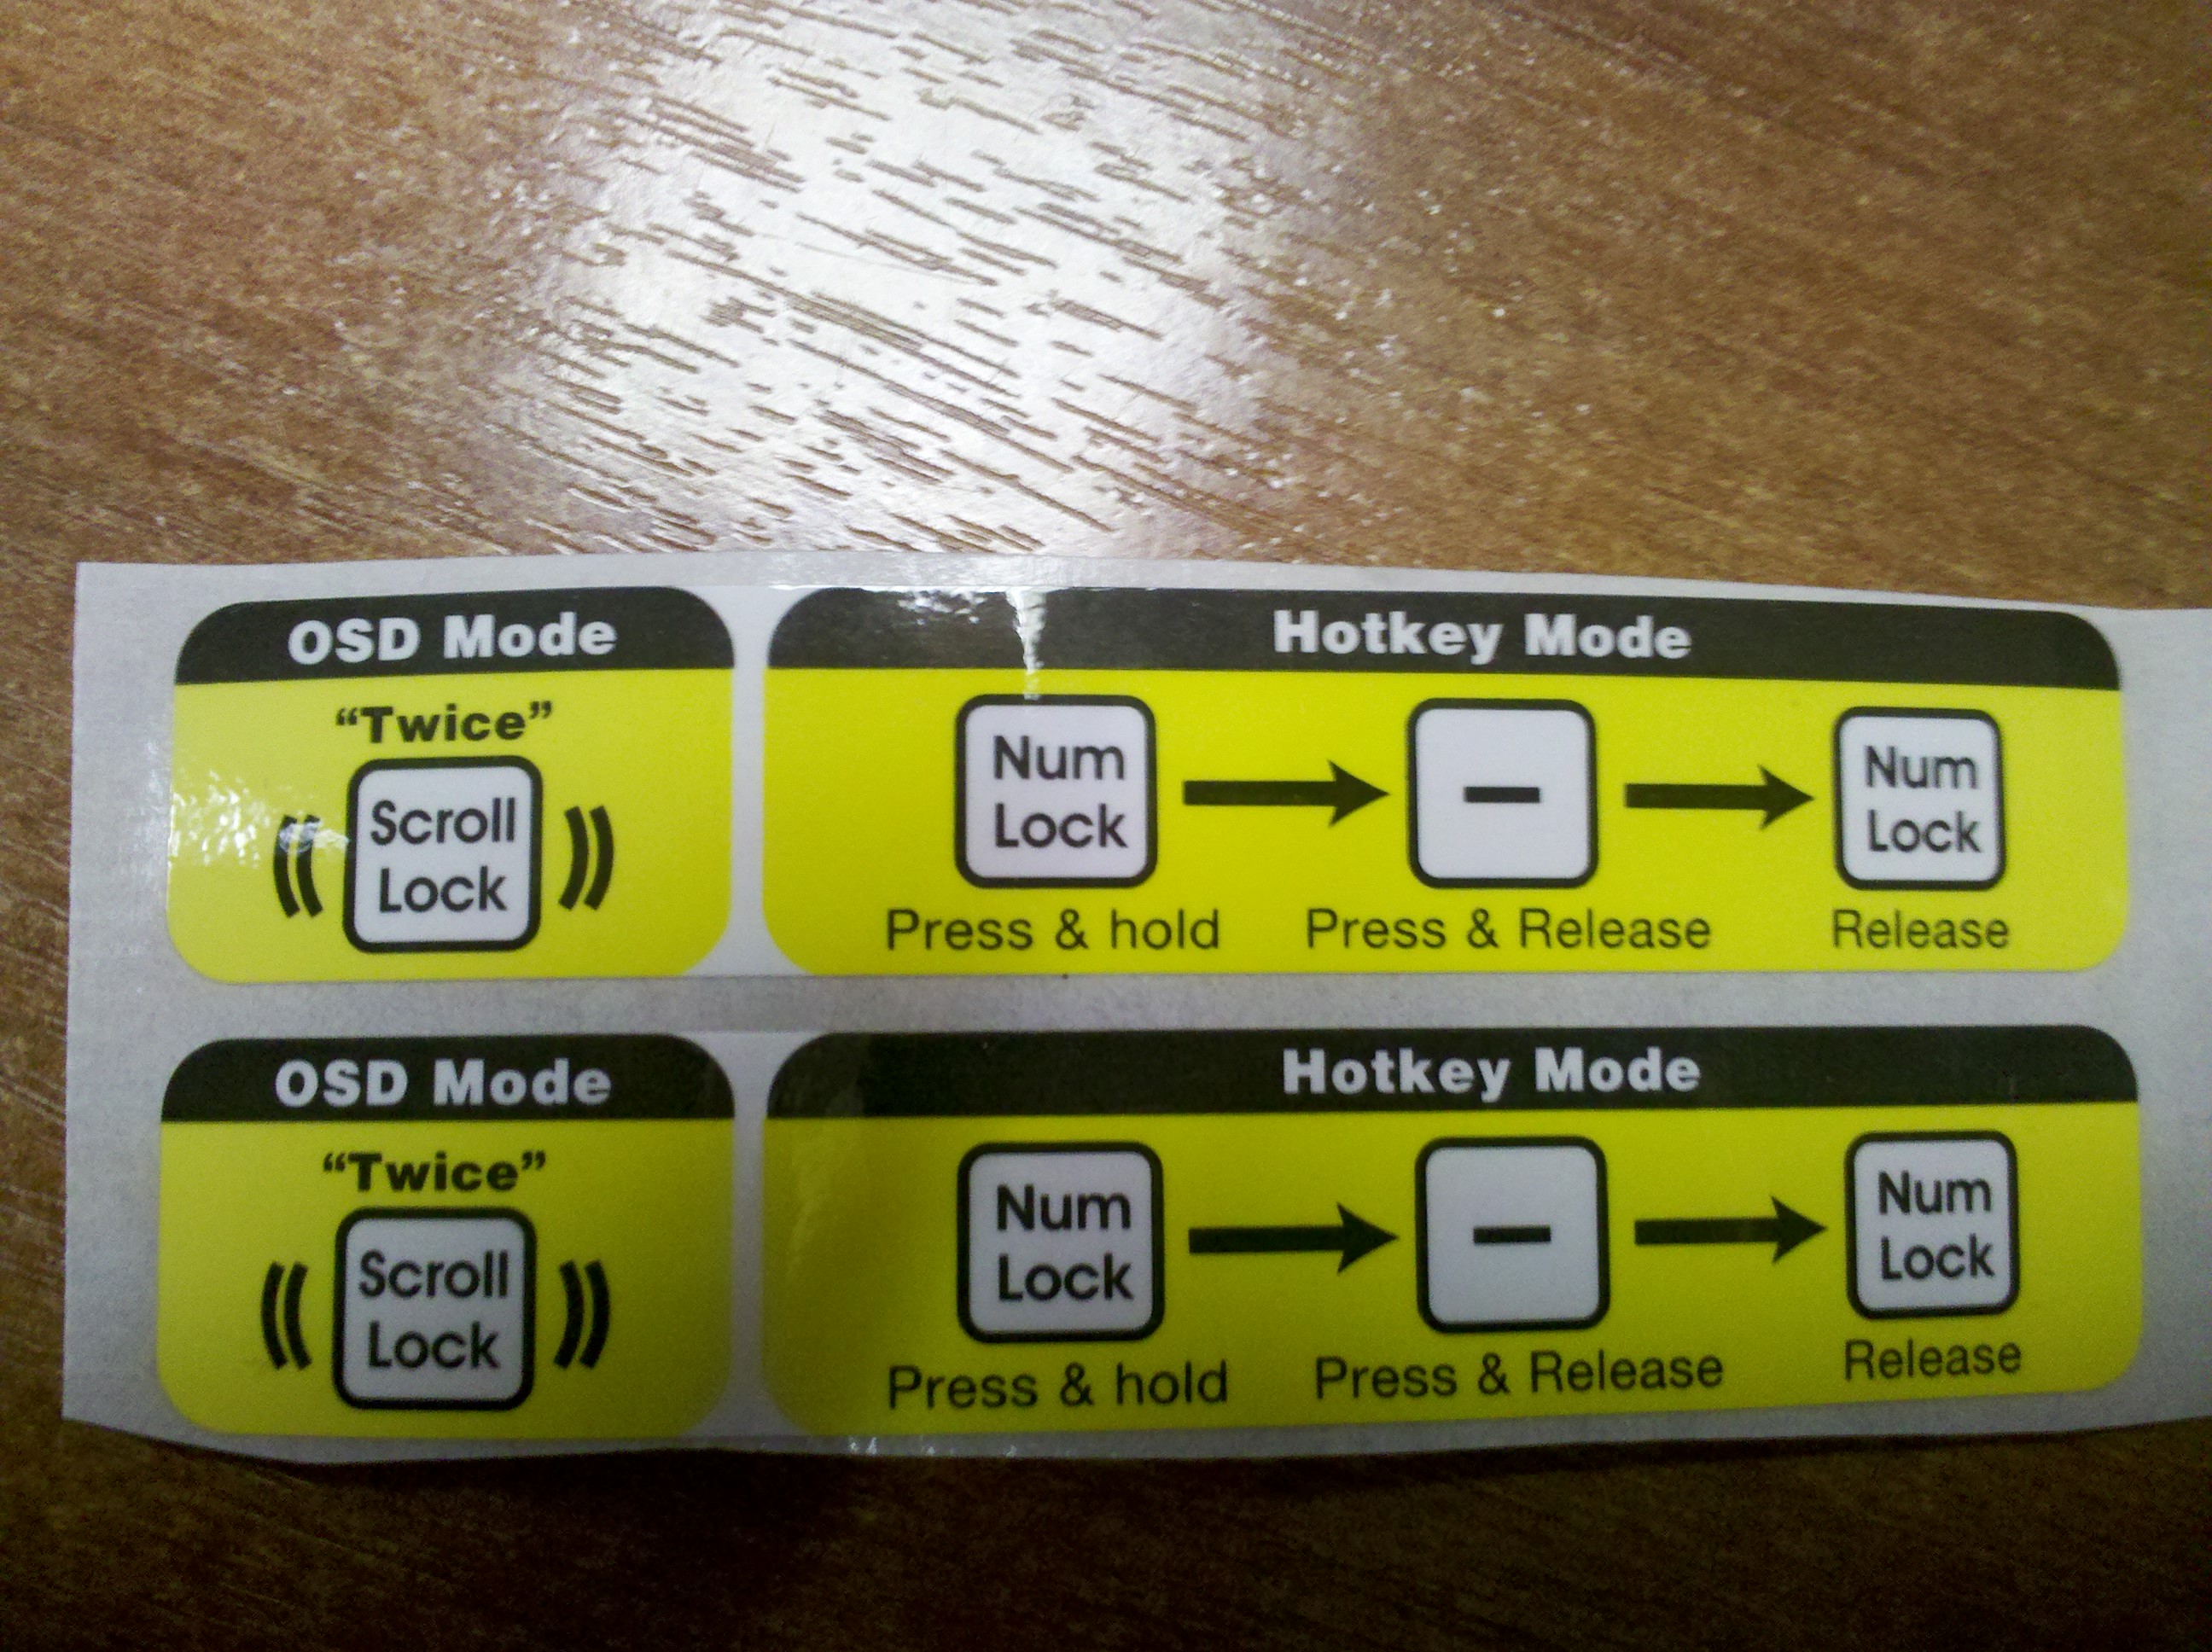 OSD Mode
"Twice"
Scroll
Lock
Hotkey Mode
Num
Lock
–
Num
Lock
Press & hold
Press & Release
Release
OSD Mode
"Twice"
Scroll
Lock
Hotkey Mode
Num
Lock
–
Num
Lock
Press & hold
Press & Release
Release